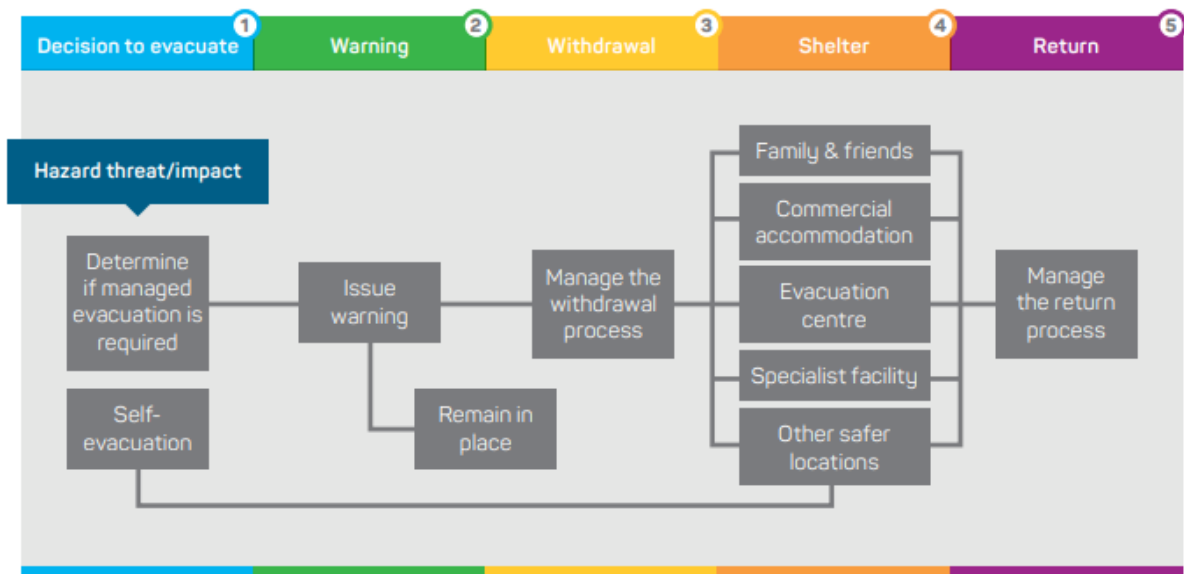 Decision to evacuate
1
Warning
2
Withdrawal
3
Shelter
4
Return
5
Hazard threat/impact
Determine
if managed
evacuation is
required
Self-
evacuation
Issue
warning
Remain in
place
Manage the
withdrawal
process
Family & friends
Commercial
accommodation
Evacuation
centre
Specialist facility
Other safer
locations
Manage
the return
process